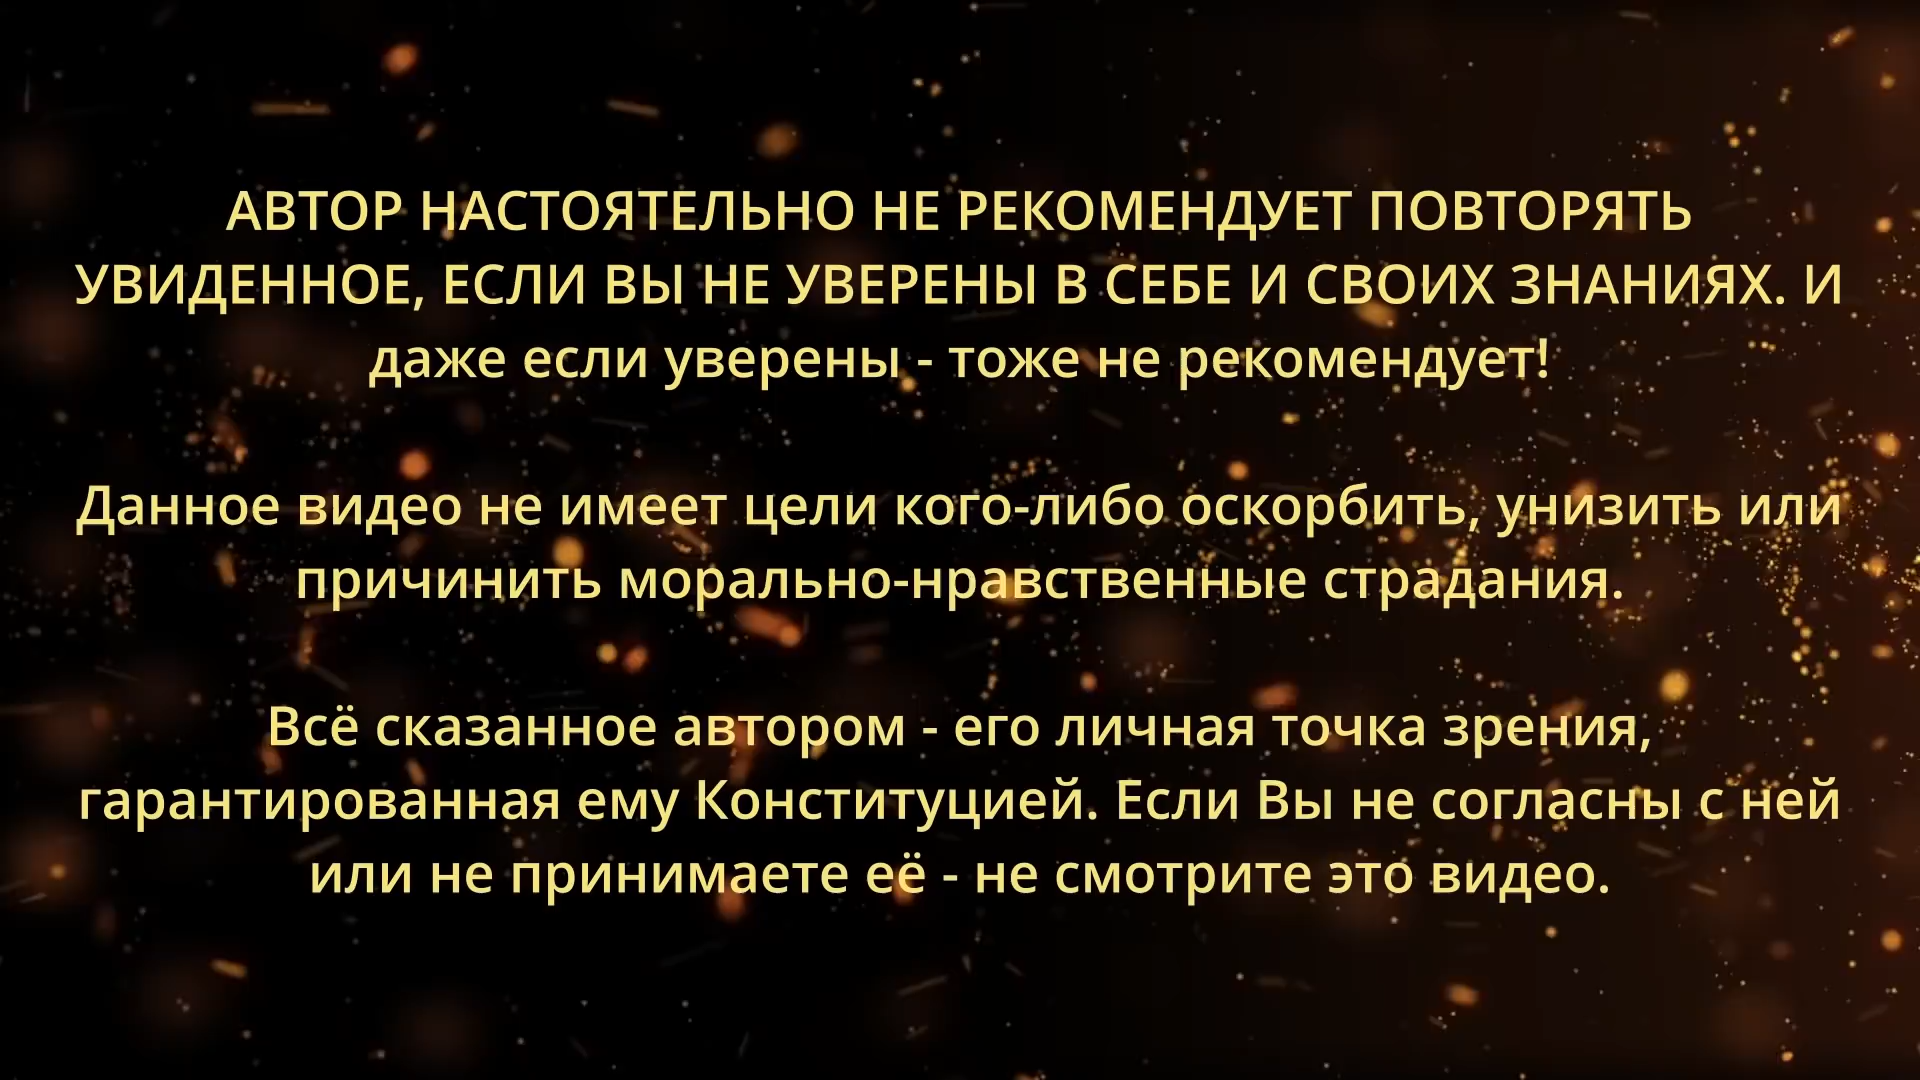 АВТОР НАСТОЯТЕЛЬНО НЕ РЕКОМЕНДУЕТ ПОВТОРЯТЬ
УВИДЕННОЕ, ЕСЛИ ВЫ НЕ УВЕРЕНЫ В СЕБЕ И СВОИХ ЗНАНИЯХ. И
даже если уверены - тоже не рекомендует!
Данное видео не имеет цели кого-либо оскорбить, унизить или
причинить морально-нравственные страдания.
Всё сказанное автором - его личная точка зрения,
гарантированная ему Конституцией. Если Вы не согласны с ней
или не принимаете её - не смотрите это видео.